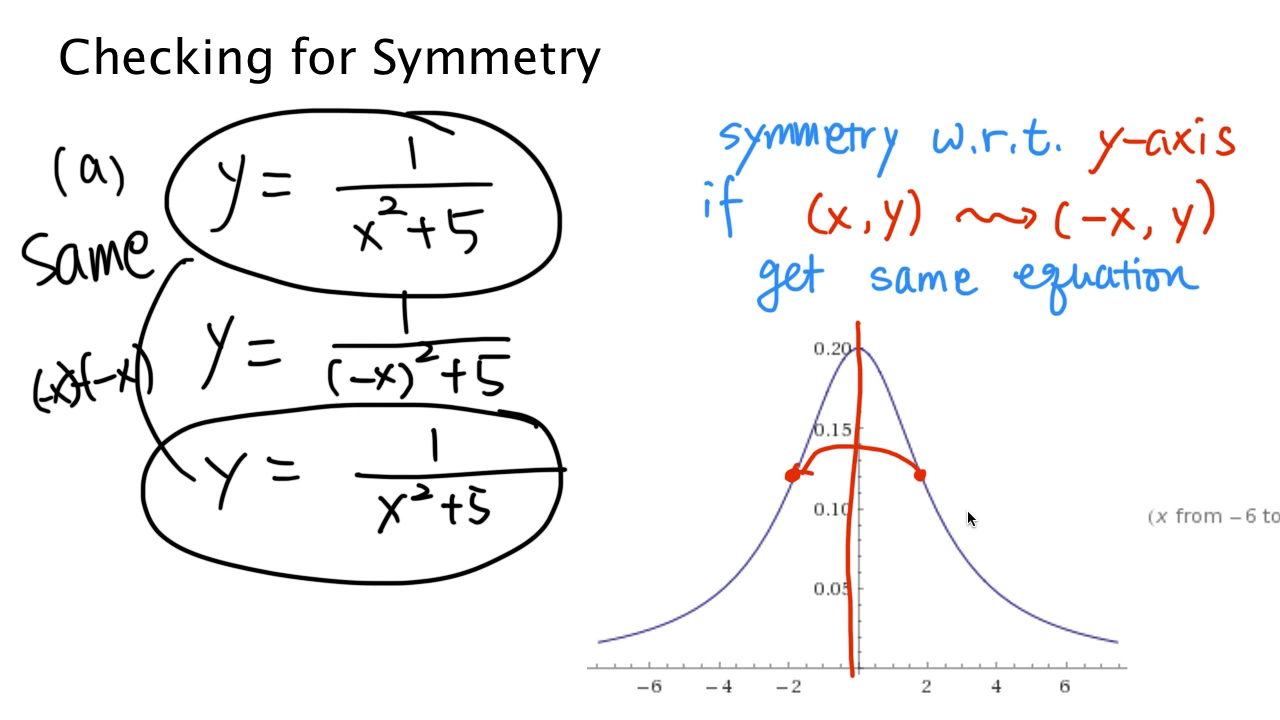 Checking for Symmetry
(a) y = 1/(x²+5)
same
y = 1/((-x)²+5)
(-x)(-x)
y = 1/(x²+5)
symmetry w.r.t. y-axis
if (x,y) ⇝ (-x, y)
get same equation
0.20
0.15
0.10
0.05
-6 -4 -2 2 4 6
(x from -6 to